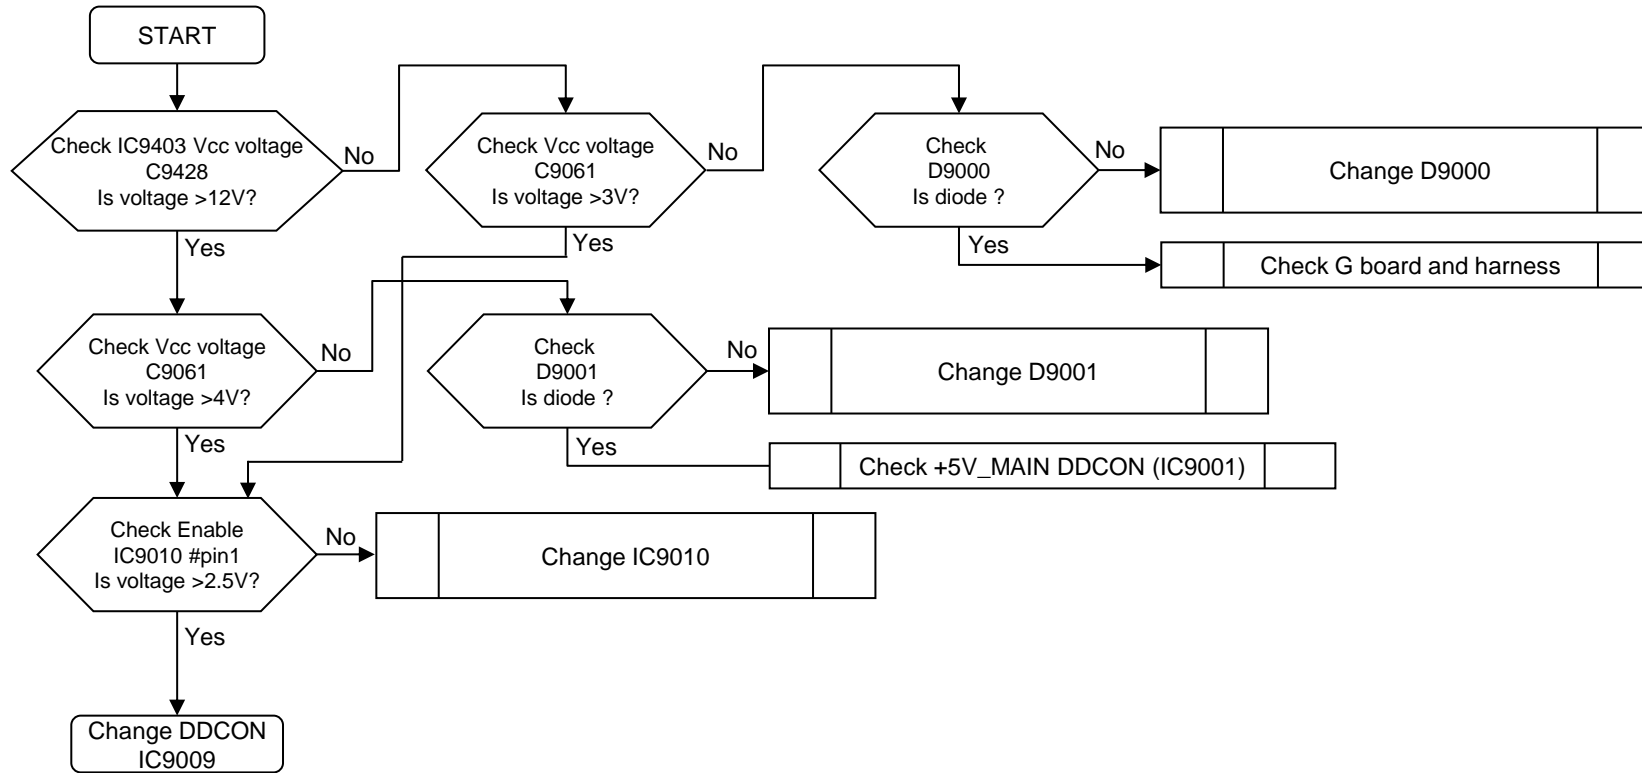 START
Check IC9403 Vcc voltage
C9428
Is voltage >12V?
No
Yes
Check Vcc voltage
C9061
Is voltage >3V?
No
Yes
Check
D9000
Is diode ?
No
Yes
Change D9000
Check G board and harness
Check Vcc voltage
C9061
Is voltage >4V?
No
Yes
Check
D9001
Is diode ?
No
Yes
Change D9001
Check +5V_MAIN DDCON (IC9001)
Check Enable
IC9010 #pin1
Is voltage >2.5V?
No
Yes
Change IC9010
Change DDCON
IC9009